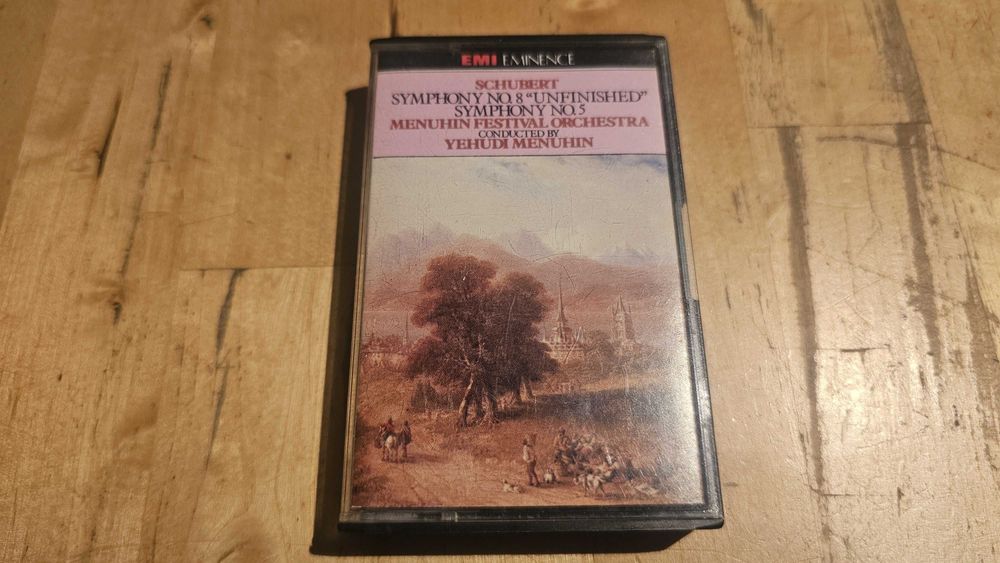 EMI EMINENCE
SCHUBERT
SYMPHONY NO. 8 "UNFINISHED"
SYMPHONY NO. 5
MENUHIN FESTIVAL ORCHESTRA
CONDUCTED BY
YEHUDI MENUHIN